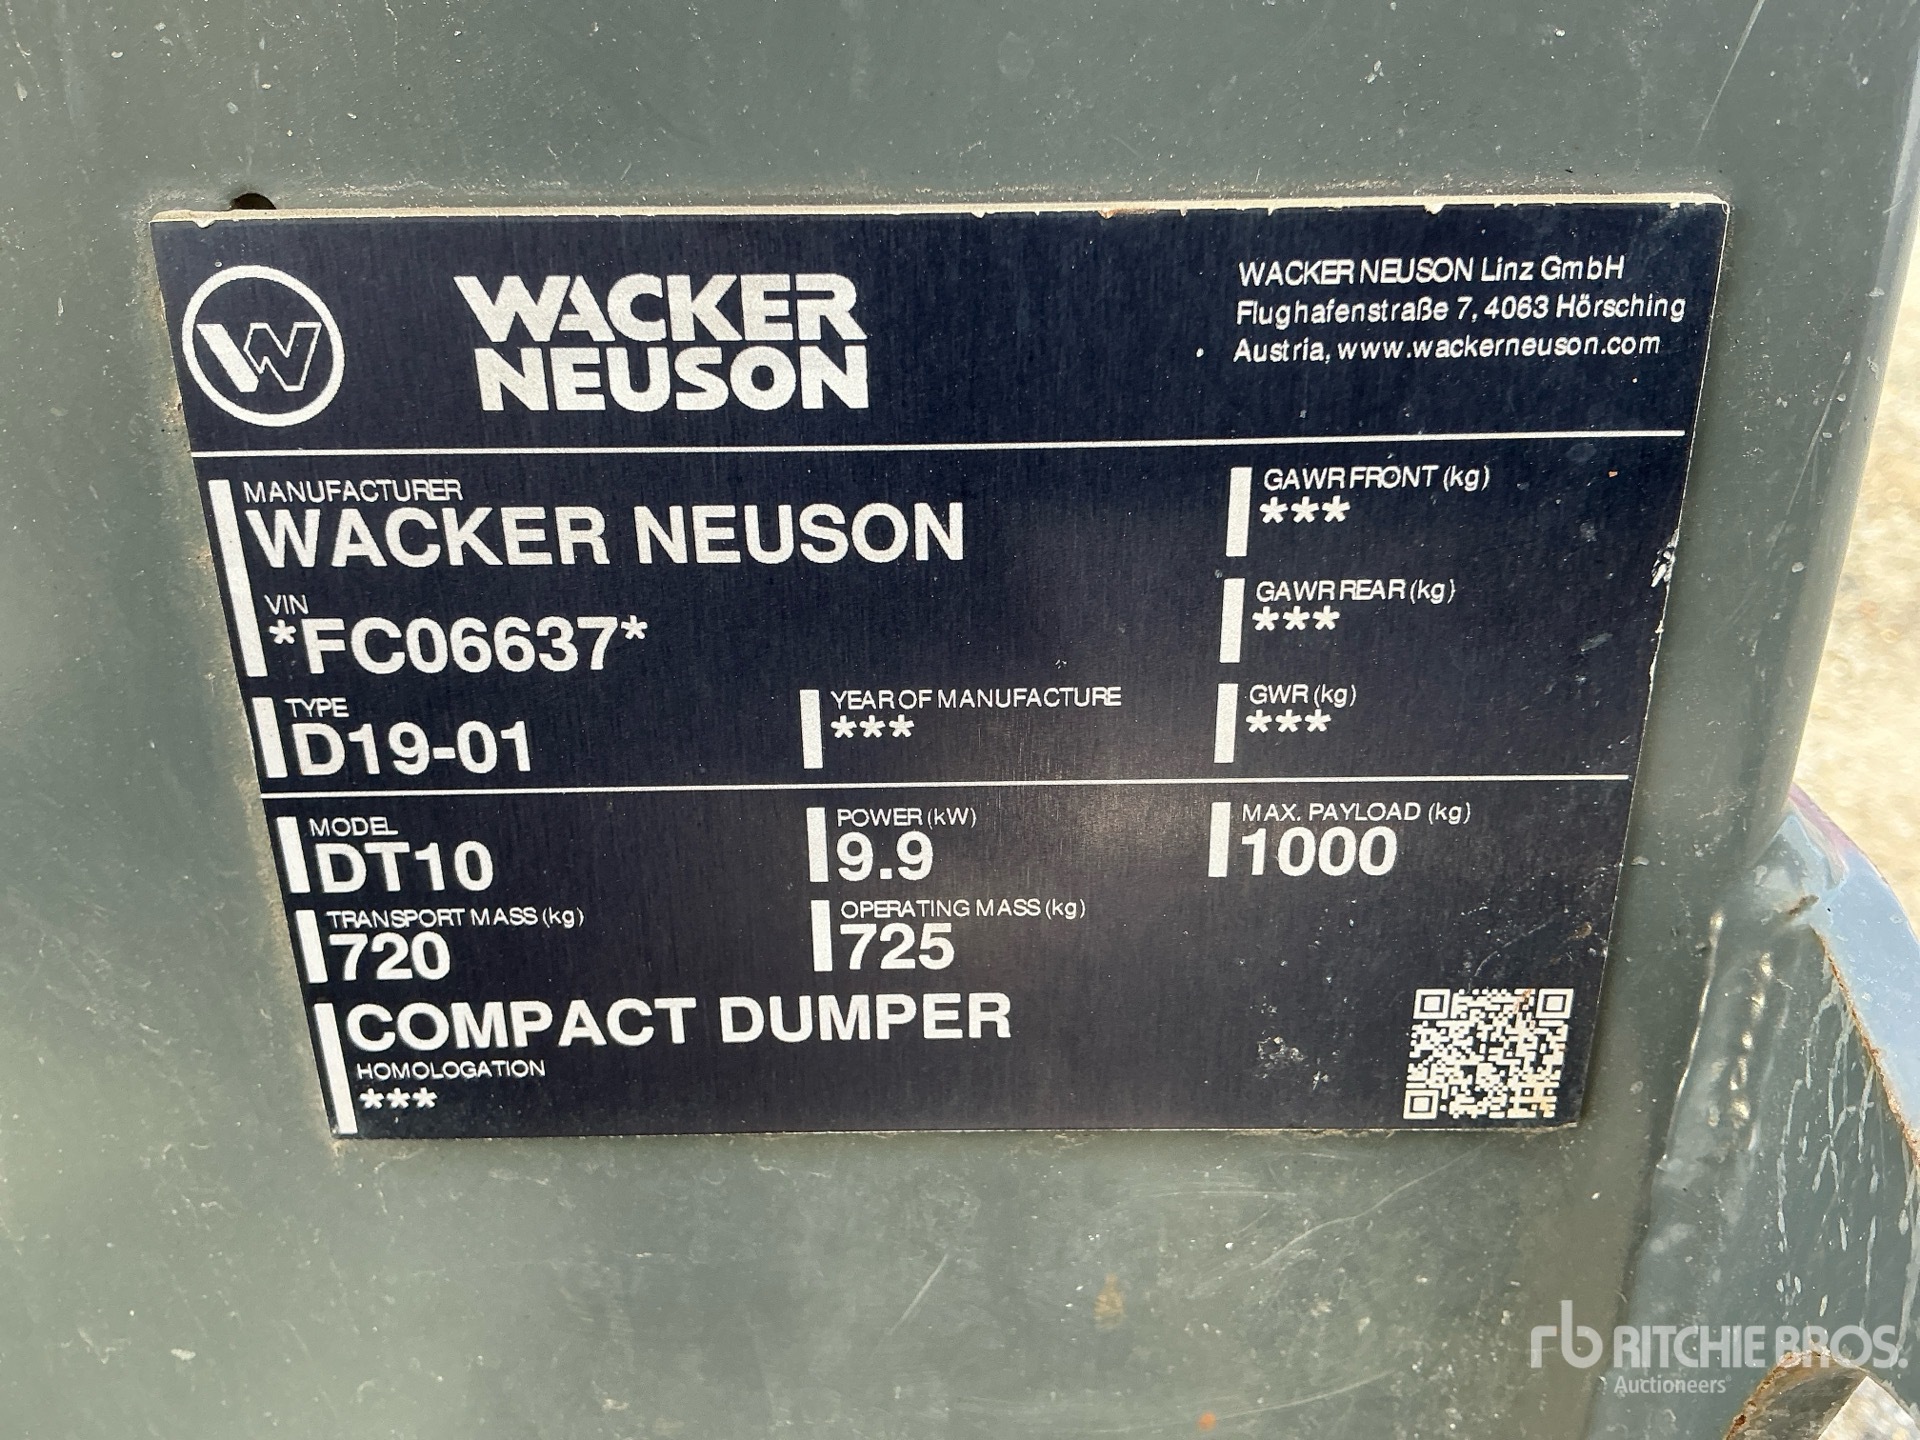 WACKER
NEUSON
WACKER NEUSON Linz GmbH
Flughafenstraße 7, 4063 Hörsching
Austria, www.wackerneuson.com
MANUFACTURER
WACKER NEUSON
VIN
*FC06637*
TYPE
D19-01
YEAR OF MANUFACTURE
***
GAWR FRONT (kg)
***
GAWR REAR (kg)
***
GWR (kg)
***
MODEL
DT10
POWER (kW)
9.9
MAX. PAYLOAD (kg)
1000
TRANSPORT MASS (kg)
720
OPERATING MASS (kg)
725
COMPACT DUMPER
HOMOLOGATION
***
rb RITCHIE BROS.
Auctioneers